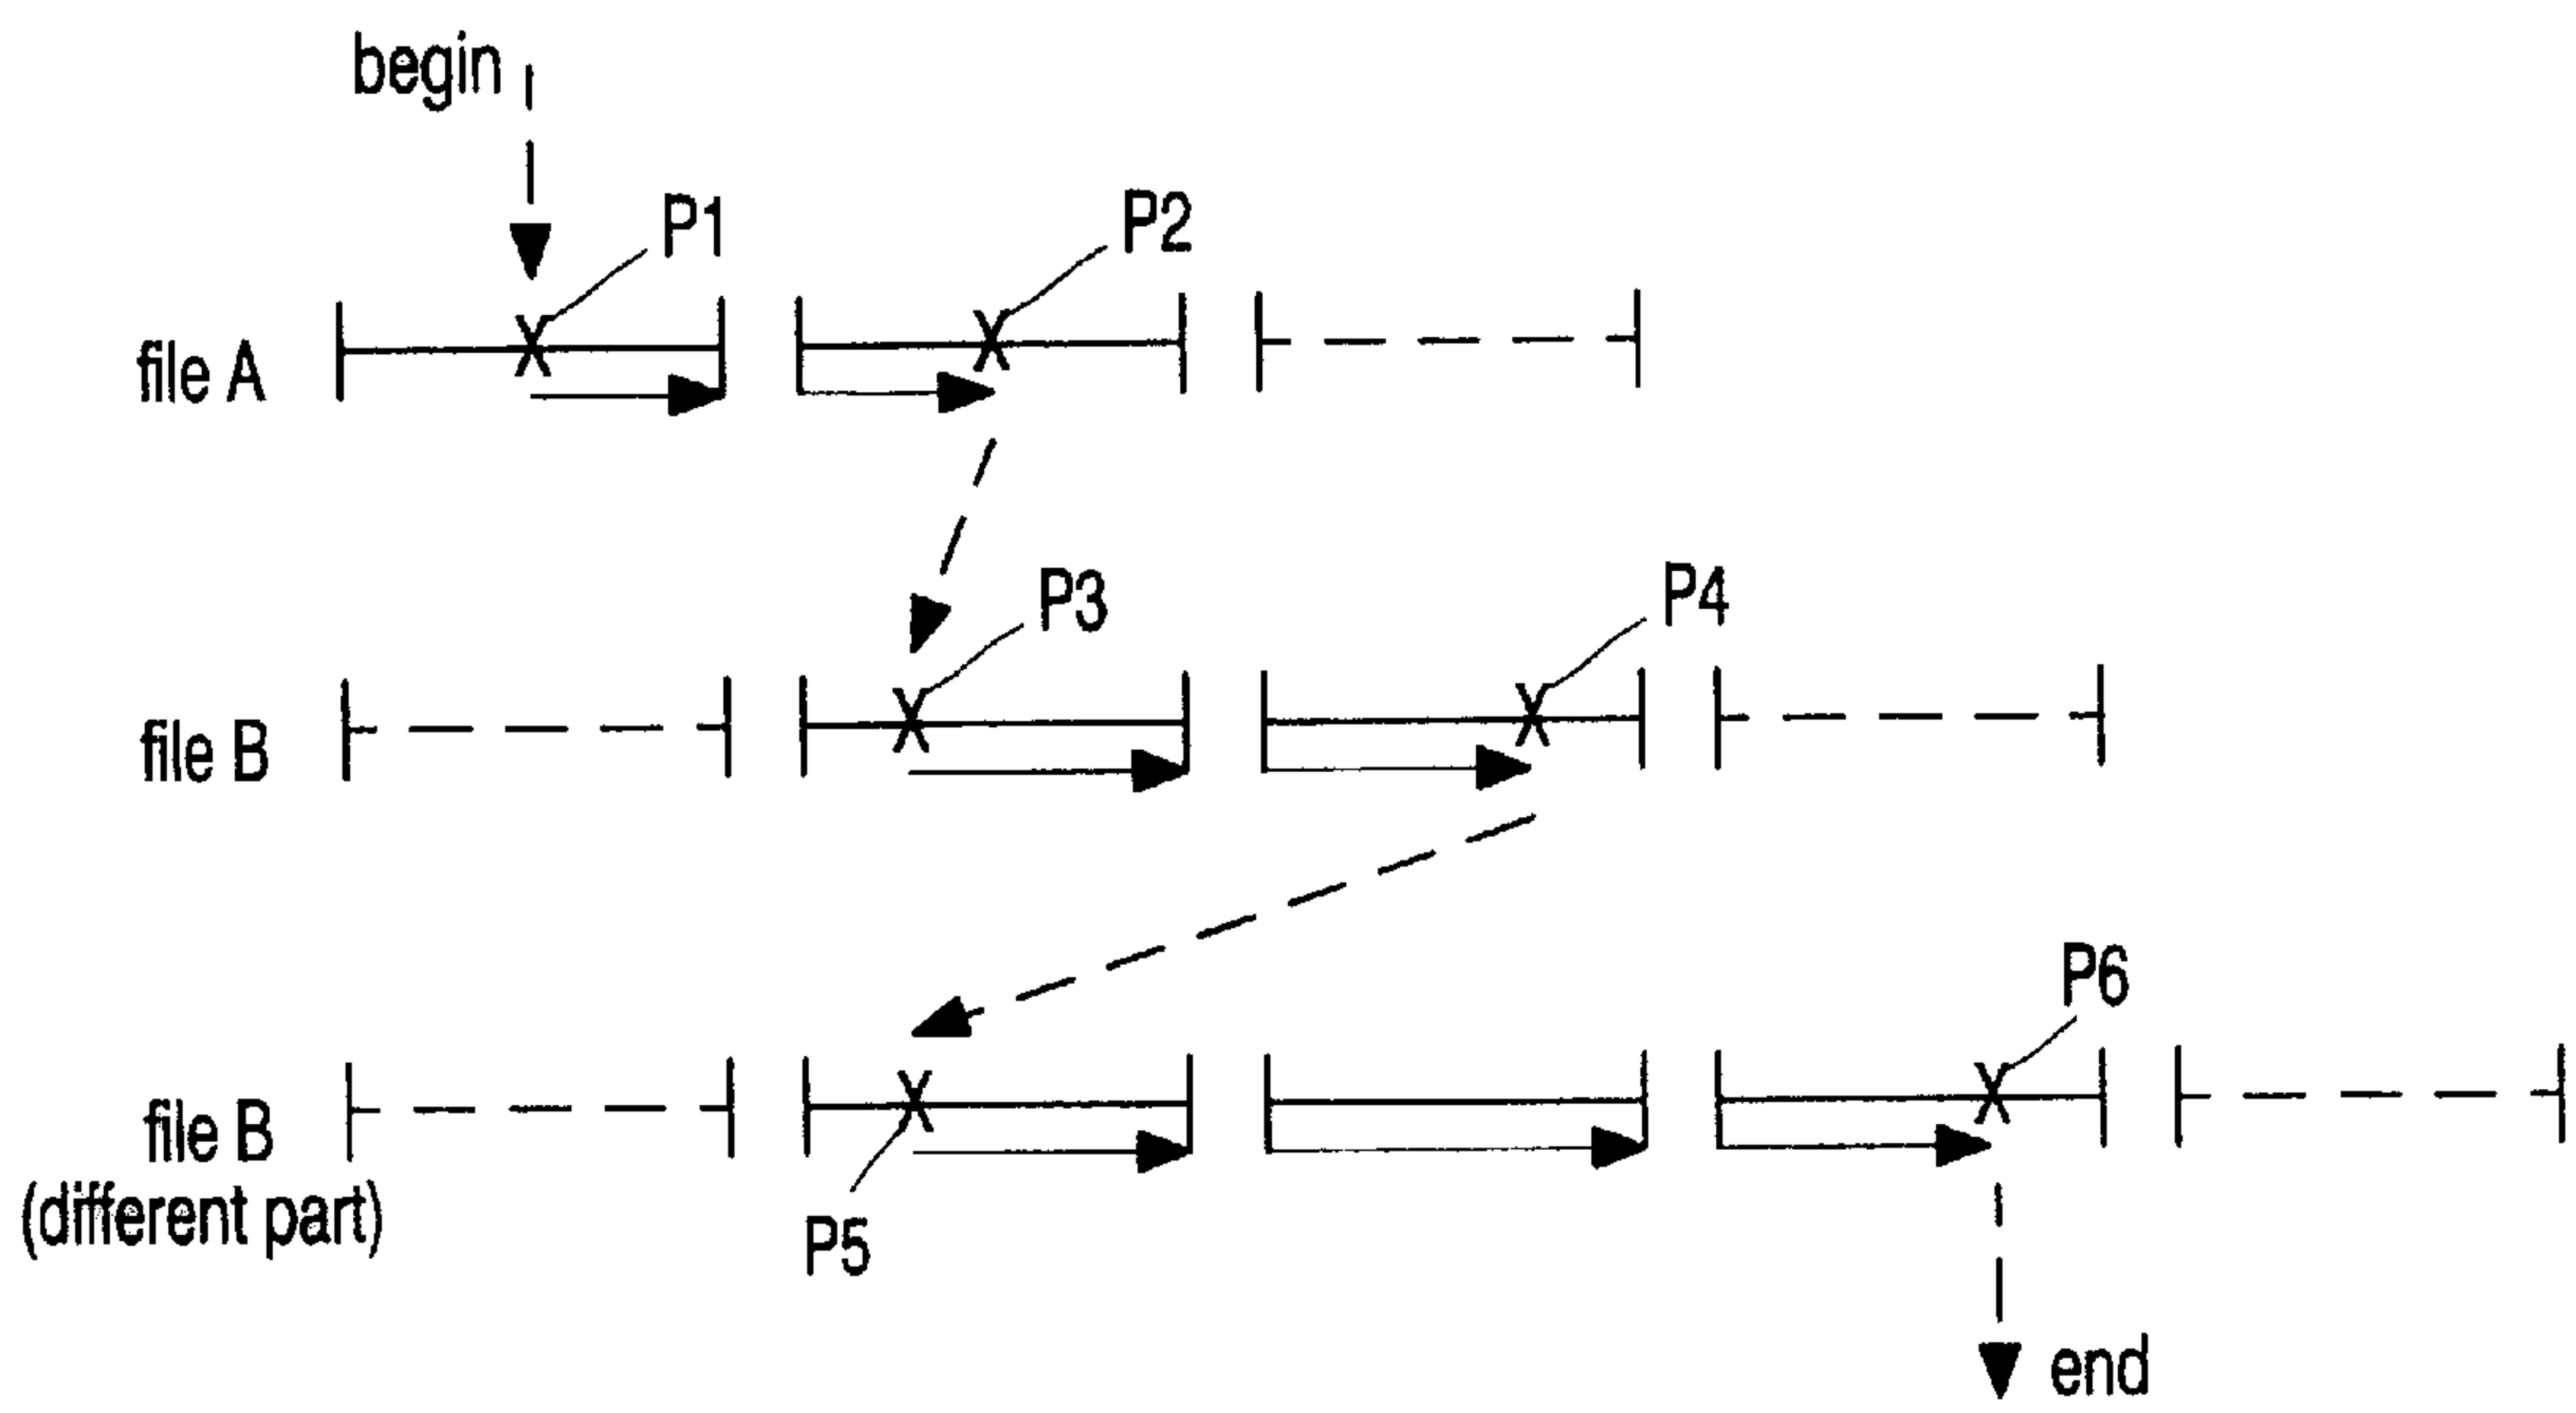 begin
P1
P2
file A
P3
P4
file B
P6
file B
(different part)
P5
end